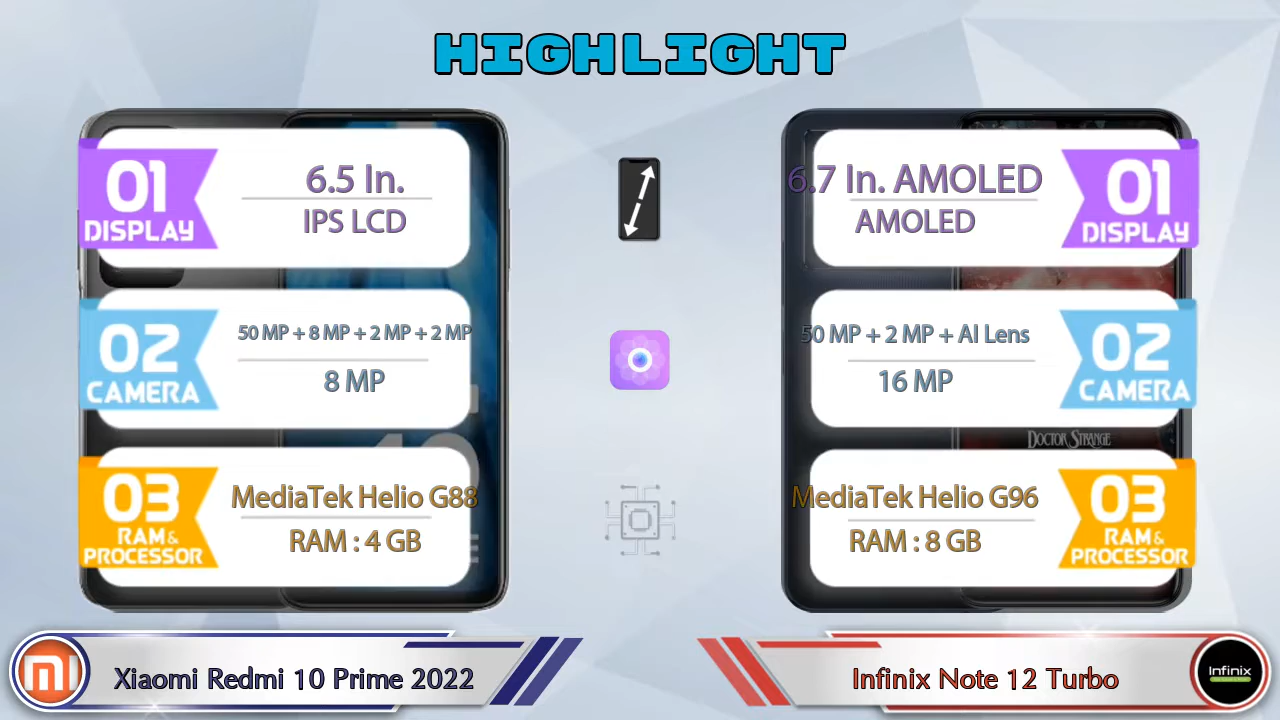 HIGHLIGHT
01
DISPLAY
6.5 In.
IPS LCD
02
CAMERA
50 MP + 8 MP + 2 MP + 2 MP
8 MP
03
RAM &
PROCESSOR
MediaTek Helio G88
RAM : 4 GB
6.7 In. AMOLED
AMOLED
01
DISPLAY
50 MP + 2 MP + AI Lens
16 MP
02
CAMERA
DOCTOR STRANGE
MediaTek Helio G96
RAM : 8 GB
03
RAM &
PROCESSOR
Xiaomi Redmi 10 Prime 2022
Infinix Note 12 Turbo
Infinix